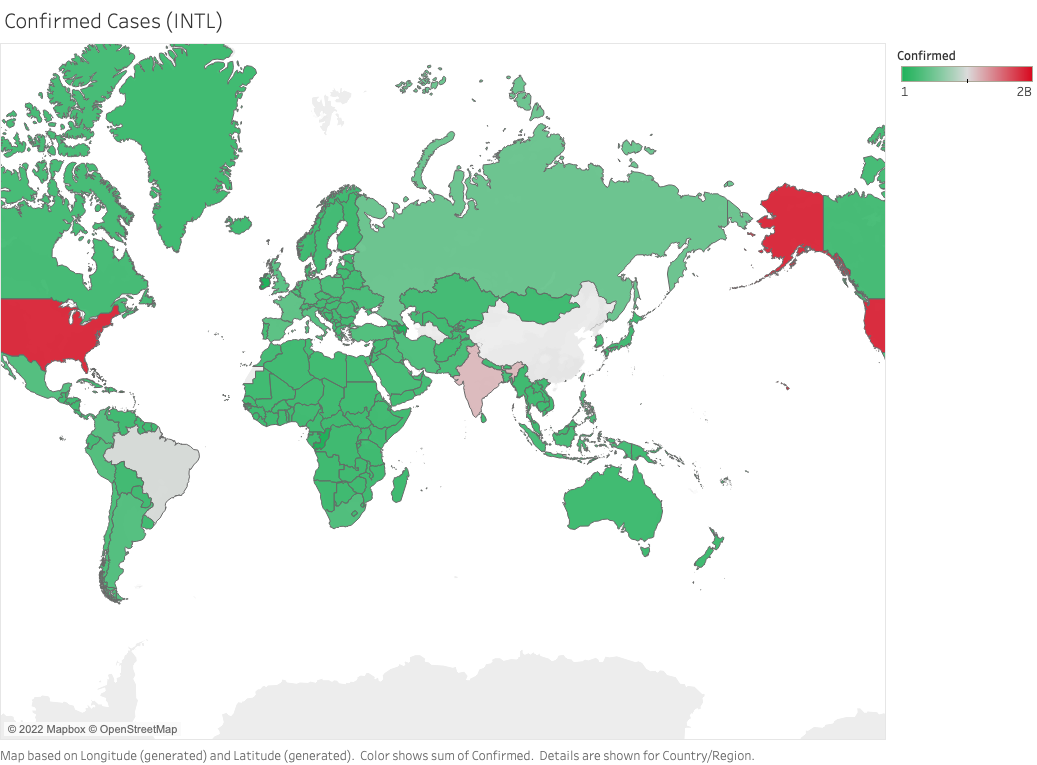 Confirmed Cases (INTL)
Confirmed
1 2B
© 2022 Mapbox © OpenStreetMap
Map based on Longitude (generated) and Latitude (generated).  Color shows sum of Confirmed.  Details are shown for Country/Region.